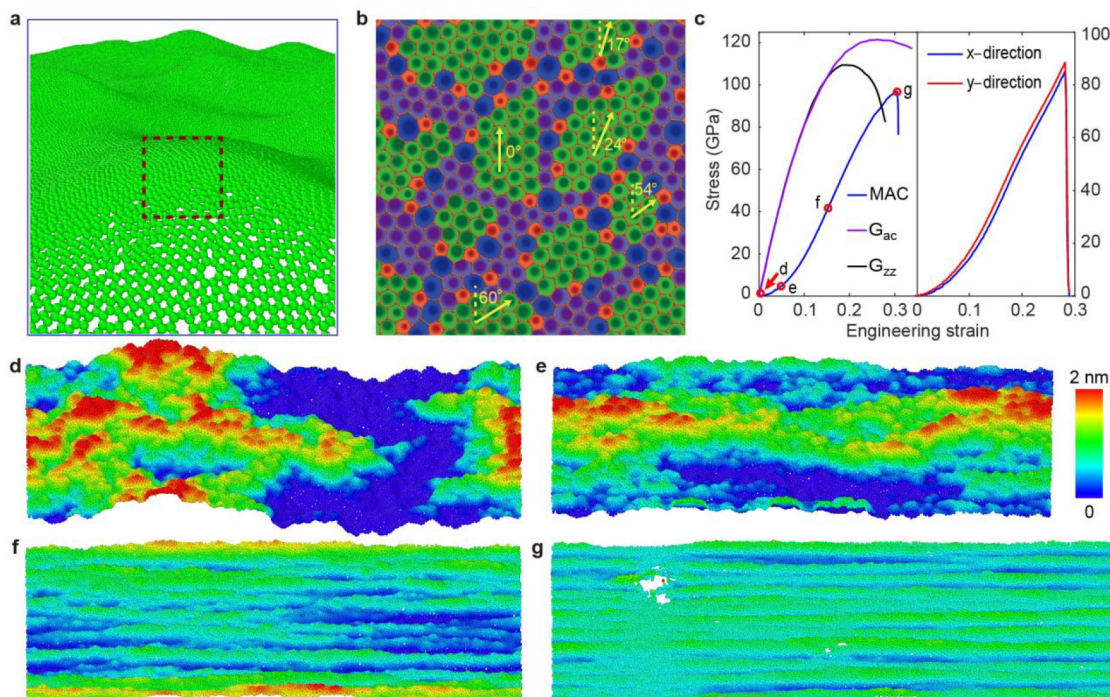 a
b
17°
0°
24°
54°
60°
c
Stress (GPa)
120
100
80
60
40
20
0
0
0.1
0.2
0.3
Engineering strain
d
e
f
g
MAC
Gac
Gzz
x-direction
y-direction
100
80
60
40
20
0
0
0.1
0.2
0.3
d
e
2 nm
0
f
g